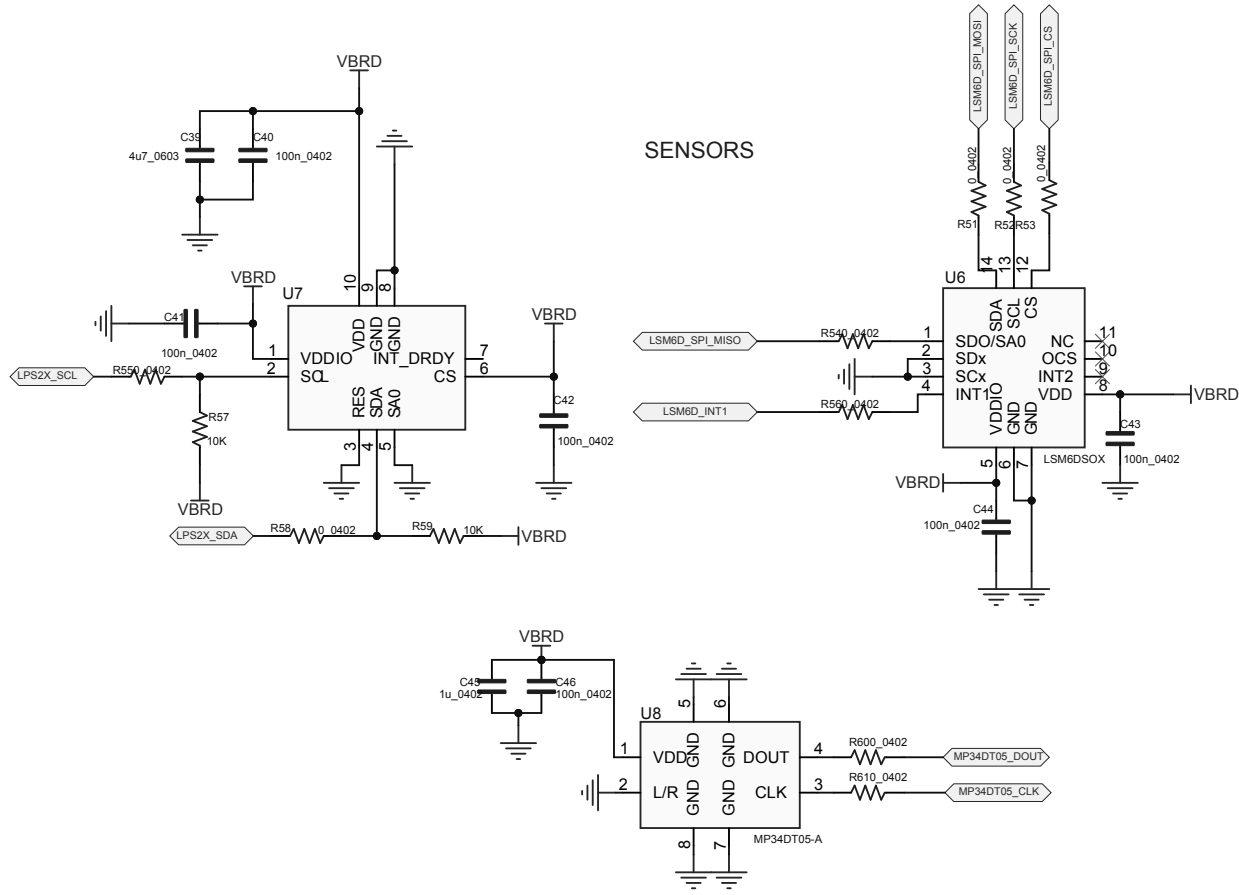 SENSORS
VBRD
C39
4u7_0603
C40
100n_0402
VBRD
C41
100n_0402
U7
10
9
8
VDD
GND
GND
1
VDDIO
INT_DRDY
7
2
SCL
CS
6
RES
SDA
SA0
3
4
5
LPS2X_SCL
R55
0_0402
R57
10K
VBRD
VBRD
C42
100n_0402
LPS2X_SDA
R58
0_0402
R59
10K
VBRD
LSM6D_SPI_MOSI
LSM6D_SPI_SCK
LSM6D_SPI_CS
0_0402
0_0402
0_0402
R51
R52
R53
14
13
12
U6
SDA
SCL
CS
LSM6D_SPI_MISO
R54
0_0402
1
SDO/SA0
NC
11
2
SDx
OCS
10
3
SCx
INT2
9
4
INT1
VDD
8
LSM6D_INT1
R56
0_0402
VDDIO
GND
GND
5
6
7
LSM6DSOX
VBRD
C43
100n_0402
VBRD
C44
100n_0402
VBRD
C45
1u_0402
C46
100n_0402
U8
5
6
1
VDD
GND
GND
DOUT
4
2
L/R
GND
GND
CLK
3
8
7
MP34DT05-A
R60
0_0402
MP34DT05_DOUT
R61
0_0402
MP34DT05_CLK